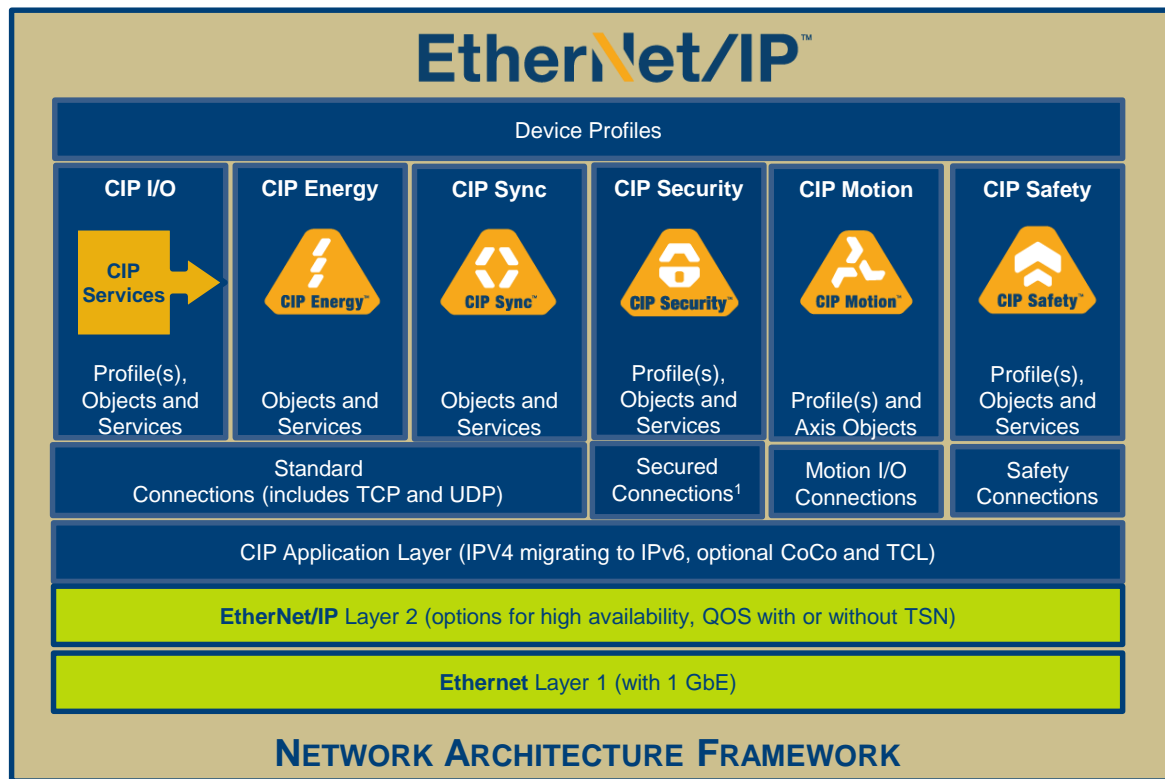 EtherNet/IP™
Device Profiles
CIP I/O
CIP
Services
Profile(s),
Objects and
Services
CIP Energy
CIP Energy™
Objects and
Services
CIP Sync
CIP Sync™
Objects and
Services
CIP Security
CIP Security™
Profile(s),
Objects and
Services
CIP Motion
CIP Motion™
Profile(s) and
Axis Objects
CIP Safety
CIP Safety™
Profile(s),
Objects and
Services
Standard
Connections (includes TCP and UDP)
Secured
Connections¹
Motion I/O
Connections
Safety
Connections
CIP Application Layer (IPV4 migrating to IPv6, optional CoCo and TCL)
EtherNet/IP Layer 2 (options for high availability, QOS with or without TSN)
Ethernet Layer 1 (with 1 GbE)
NETWORK ARCHITECTURE FRAMEWORK